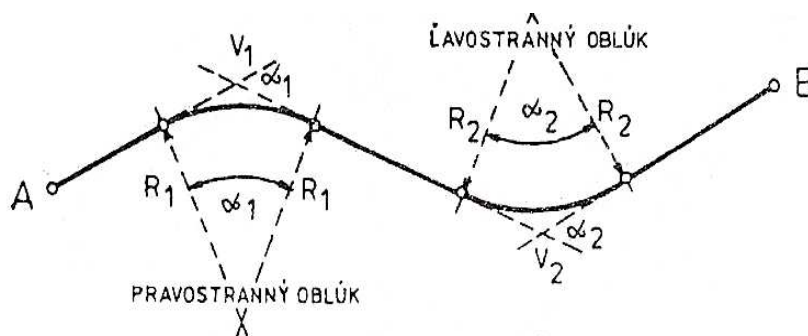 ĽAVOSTRANNÝ OBLÚK
V₁
α₁
R₂
α₂
R₂
B
A
R₁
α₁
R₁
α₂
V₂
PRAVOSTRANNÝ OBLÚK